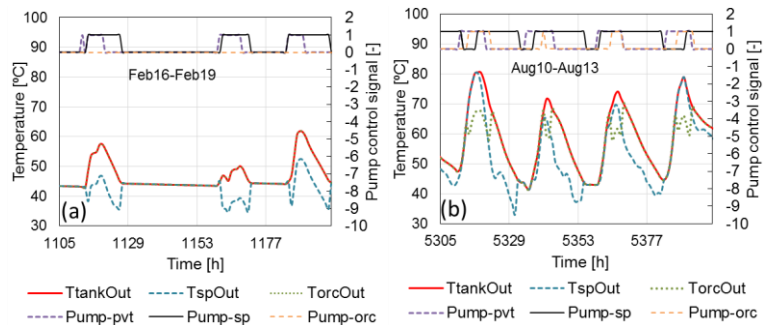 100 2 100 2
90 1 90 1
80 0 80 0
70 -1 70 -1
60 -2 60 -2
50 -3 50 -3
40 -4 40 -4
30 -5 30 -5
-6 -6
-7 -7
-8 -8
-9 -9
-10 -10
Temperature [ºC]
Feb16-Feb19
(a)
Pump control signal [-]
1105 1129 1153 1177
Time [h]
TtankOut TspOut TorcOut
Pump-pvt Pump-sp Pump-orc
Temperature [ºC]
Aug10-Aug13
(b)
Pump control signal [-]
5305 5329 5353 5377
Time [h]
TtankOut TspOut TorcOut
Pump-pvt Pump-sp Pump-orc